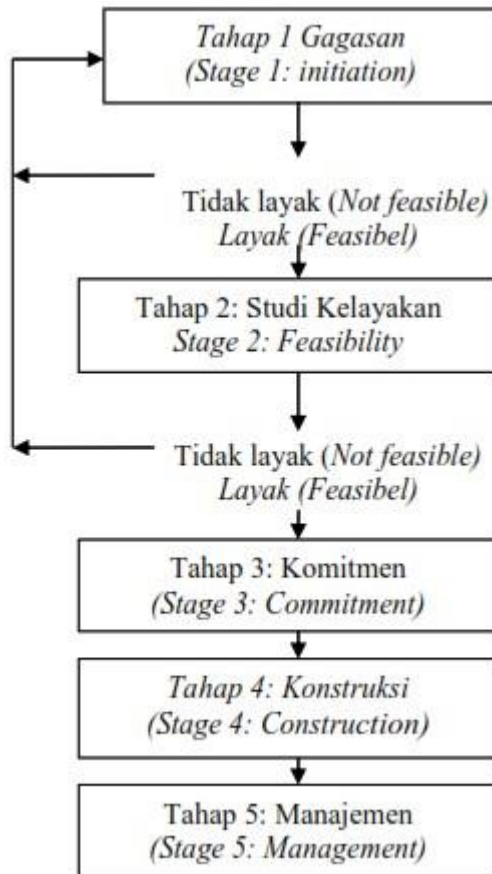 Tahap 1 Gagasan
(Stage 1: initiation)
Tidak layak (Not feasible)
Layak (Feasibel)
Tahap 2: Studi Kelayakan
Stage 2: Feasibility
Tidak layak (Not feasible)
Layak (Feasibel)
Tahap 3: Komitmen
(Stage 3: Commitment)
Tahap 4: Konstruksi
(Stage 4: Construction)
Tahap 5: Manajemen
(Stage 5: Management)